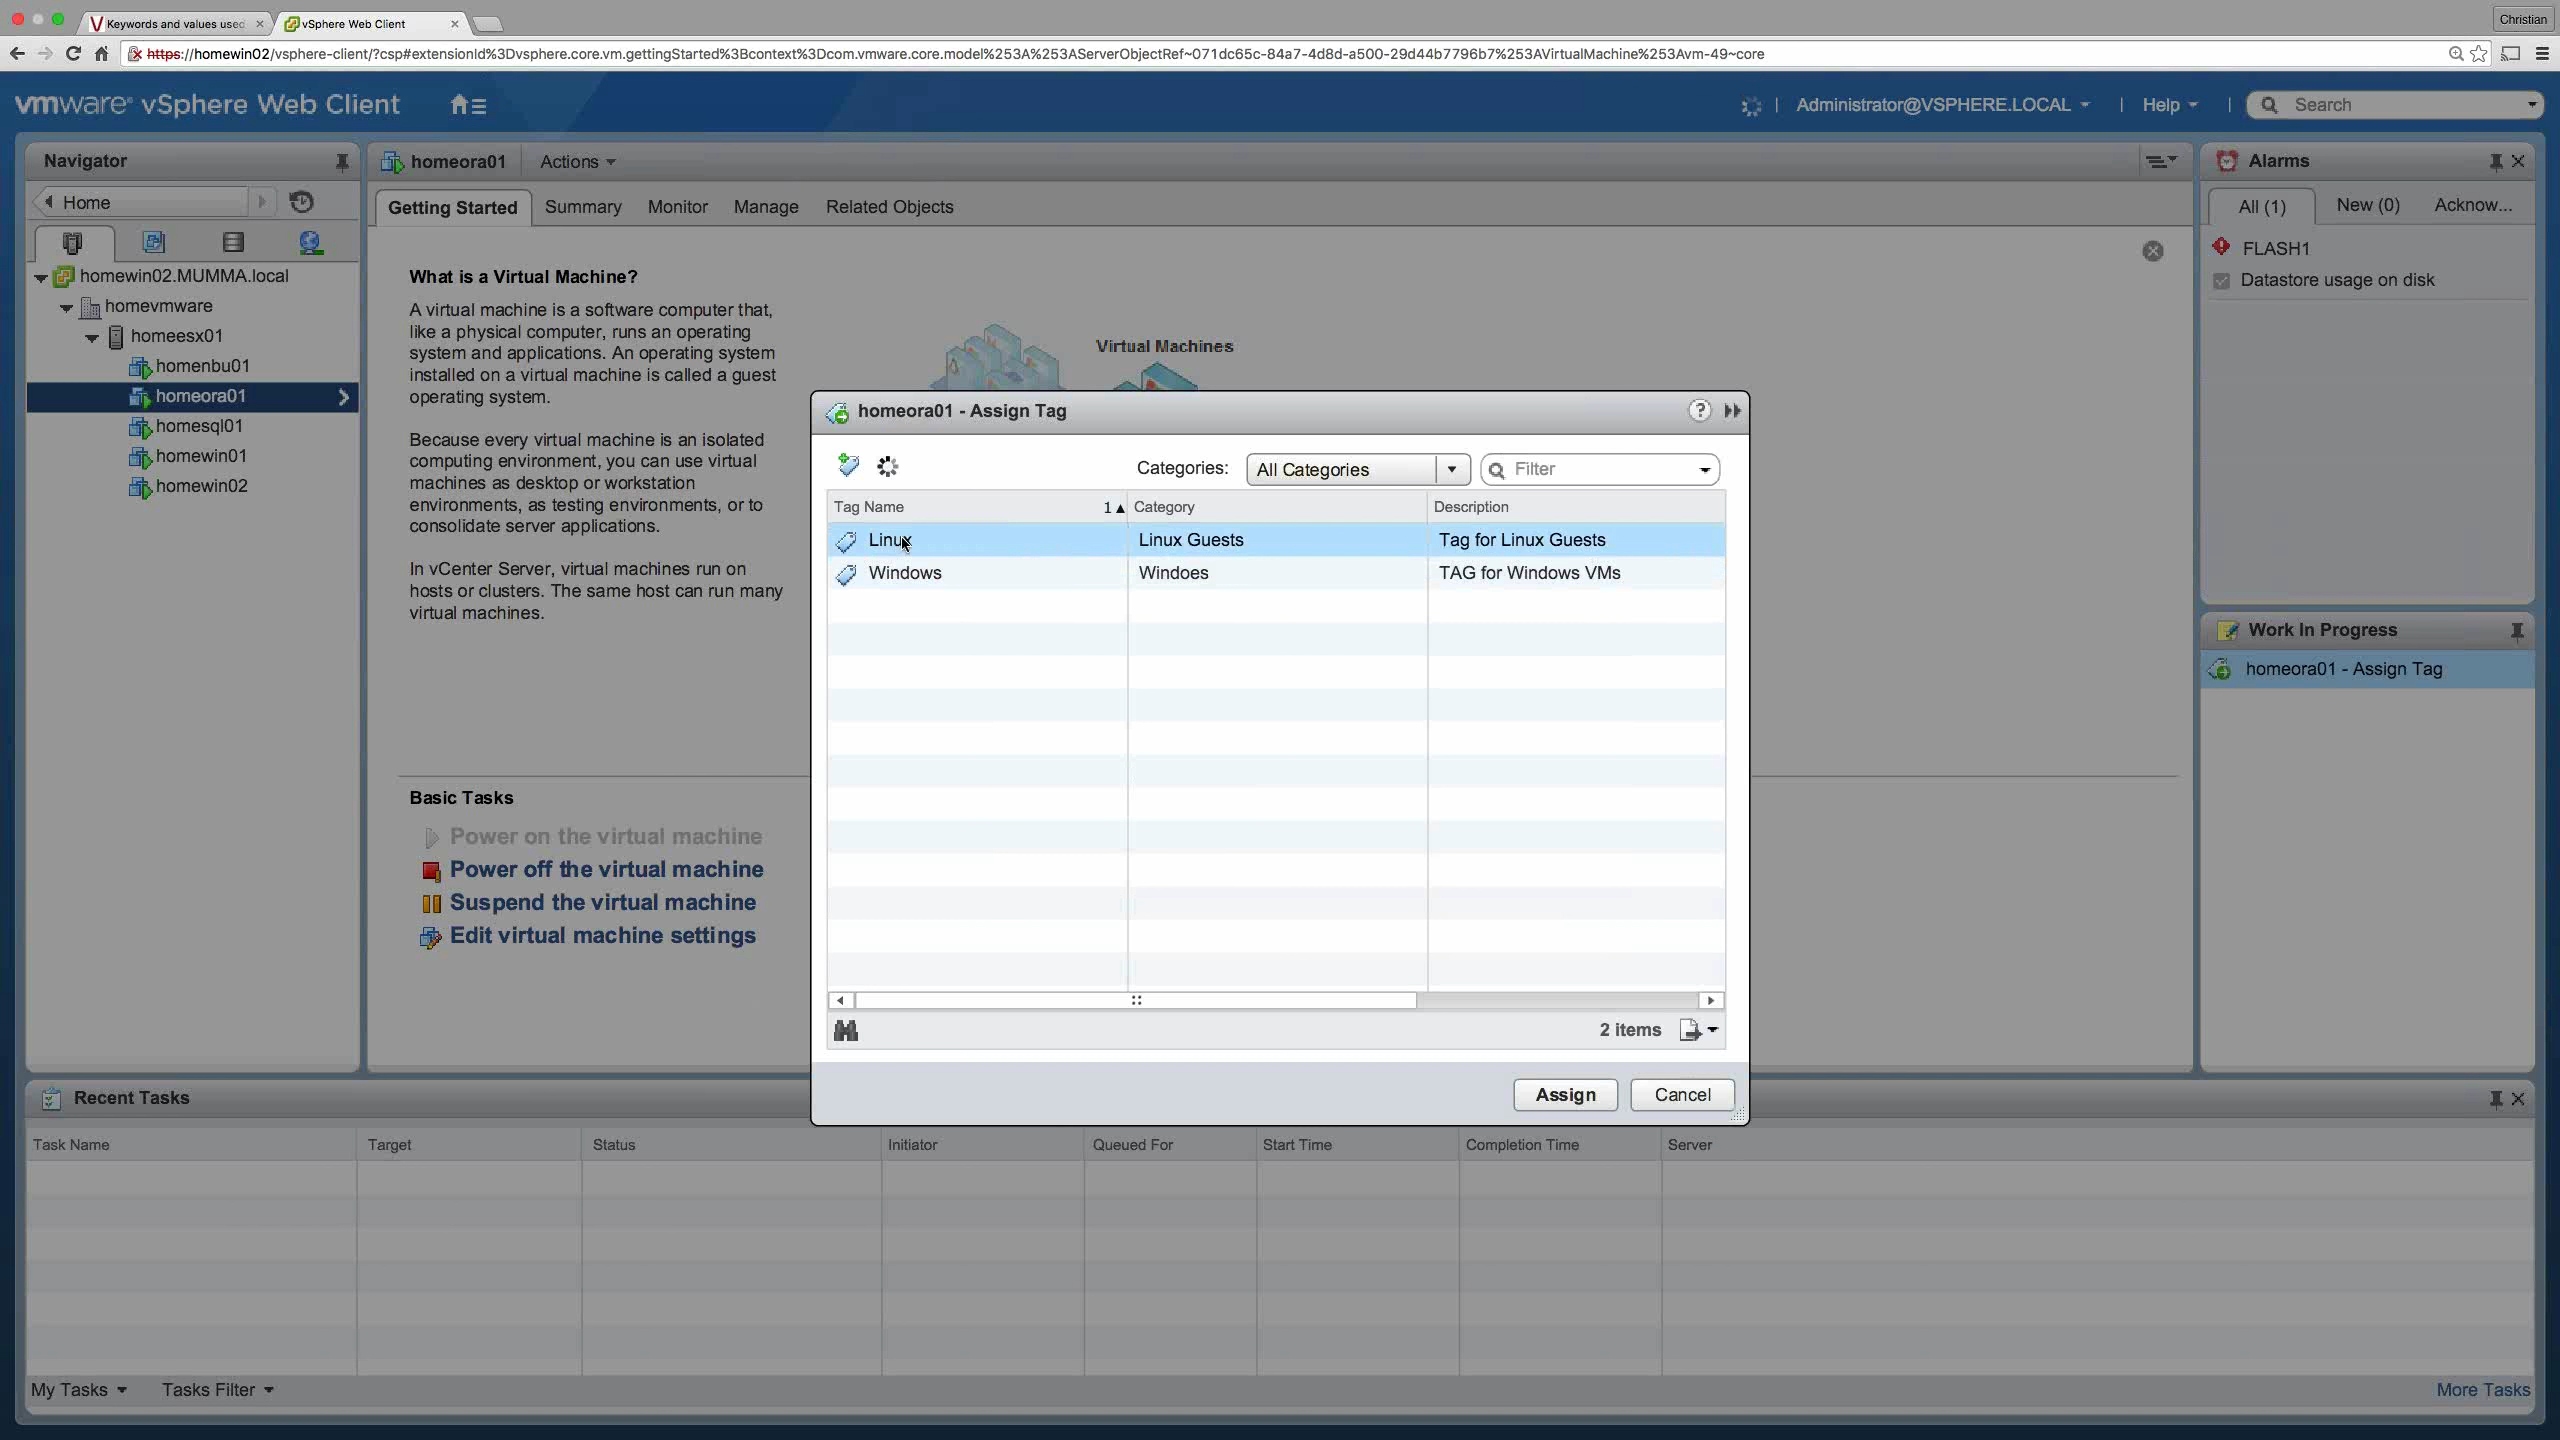 Keywords and values used
vSphere Web Client
Christian
https://homewin02/vsphere-client/?csp#extensionId%3Dvsphere.core.vm.gettingStarted%3Bcontext%3Dcom.vmware.core.model%253A%253AServerObjectRef~071dc65c-84a7-4d8d-a500-29d44b7796b7%253AVirtualMachine%253Avm-49~core
vmware® vSphere Web Client
Administrator@VSPHERE.LOCAL
Help
Search
Navigator
Home
homewin02.MUMMA.local
homevmware
homeesx01
homenbu01
homeora01
homesql01
homewin01
homewin02
homeora01
Actions
Getting Started
Summary
Monitor
Manage
Related Objects
What is a Virtual Machine?
A virtual machine is a software computer that,
like a physical computer, runs an operating
system and applications. An operating system
installed on a virtual machine is called a guest
operating system.
Because every virtual machine is an isolated
computing environment, you can use virtual
machines as desktop or workstation
environments, as testing environments, or to
consolidate server applications.
In vCenter Server, virtual machines run on
hosts or clusters. The same host can run many
virtual machines.
Virtual Machines
Basic Tasks
Power on the virtual machine
Power off the virtual machine
Suspend the virtual machine
Edit virtual machine settings
homeora01 - Assign Tag
Categories:
All Categories
Filter
Tag Name 1 Category Description
Linux Linux Guests Tag for Linux Guests
Windows Windoes TAG for Windows VMs
2 items
Assign
Cancel
Alarms
All (1)
New (0)
Acknow...
FLASH1
Datastore usage on disk
Work In Progress
homeora01 - Assign Tag
Recent Tasks
Task Name Target Status Initiator Queued For Start Time Completion Time Server
My Tasks
Tasks Filter
More Tasks